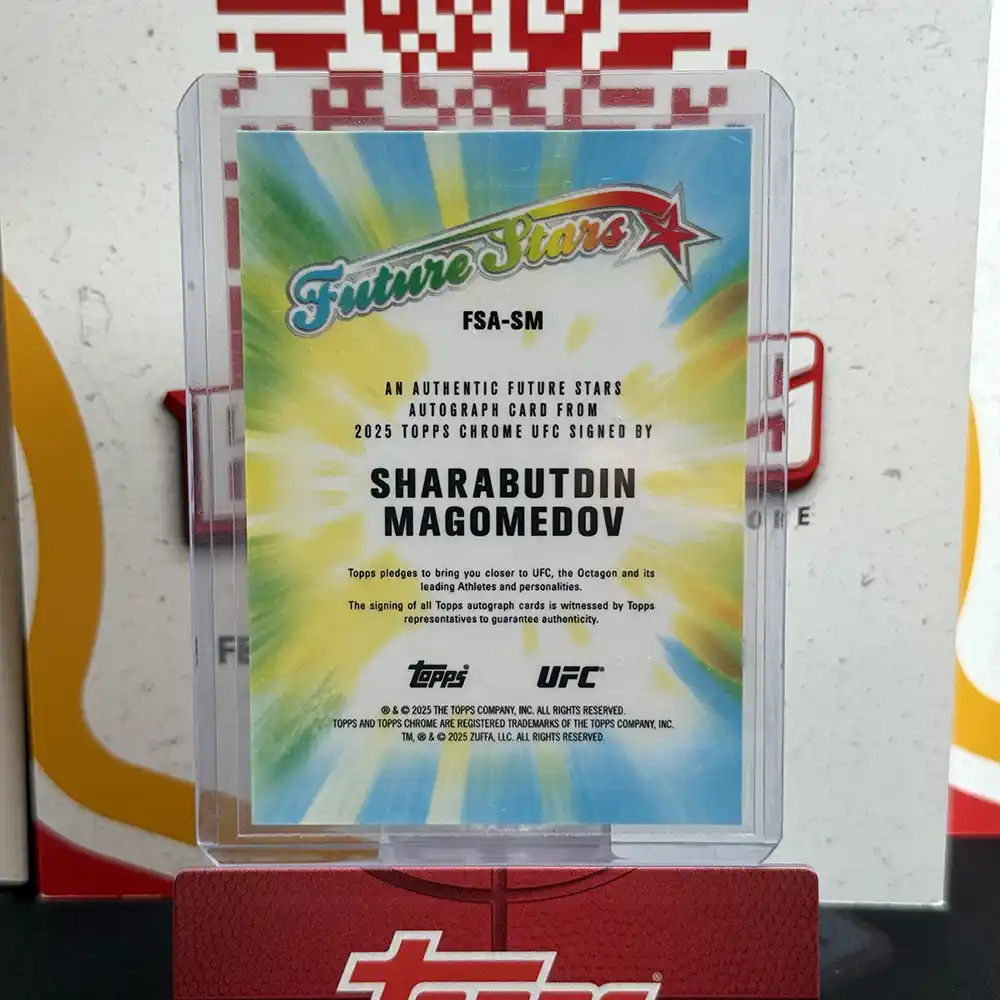 Future Stars
FSA-SM
AN AUTHENTIC FUTURE STARS
AUTOGRAPH CARD FROM
2025 TOPPS CHROME UFC SIGNED BY
SHARABUTDIN
MAGOMEDOV
Topps pledges to bring you closer to UFC, the Octagon and its
leading Athletes and personalities.
The signing of all Topps autograph cards is witnessed by Topps
representatives to guarantee authenticity.
topps® UFC®
® & © 2025 THE TOPPS COMPANY, INC. ALL RIGHTS RESERVED.
TOPPS AND TOPPS CHROME ARE REGISTERED TRADEMARKS OF THE TOPPS COMPANY, INC.
TM, ® & © 2025 ZUFFA, LLC. ALL RIGHTS RESERVED.
topps®